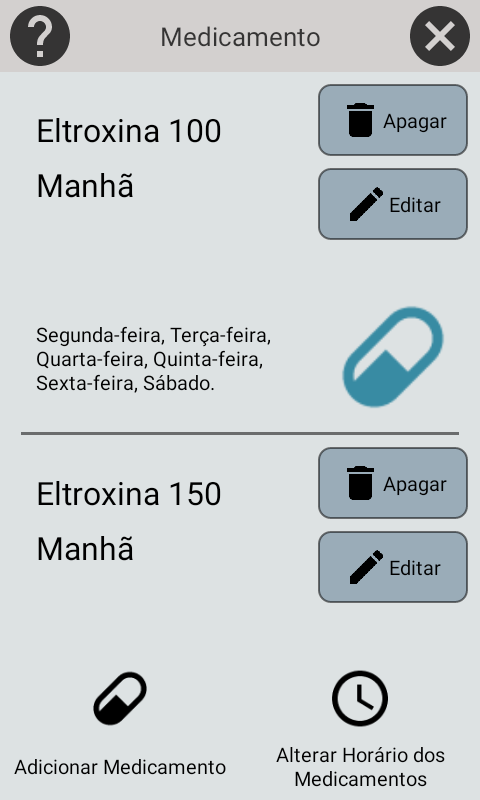 ?
Medicamento
Eltroxina 100
Apagar
Manhã
Editar
Segunda-feira, Terça-feira,
Quarta-feira, Quinta-feira,
Sexta-feira, Sábado.
Eltroxina 150
Apagar
Manhã
Editar
Adicionar Medicamento
Alterar Horário dos
Medicamentos